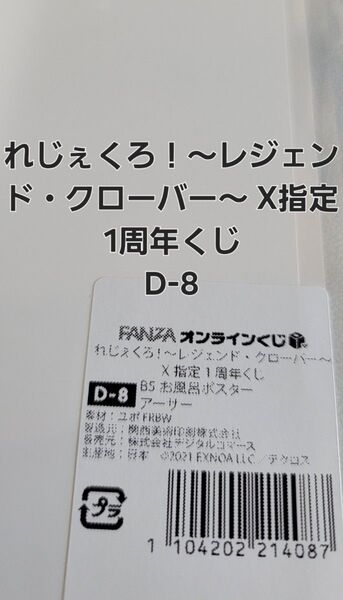 れじぇくろ！～レジェン
ド・クローバー～ X指定
1周年くじ
D-8
FANZA オンラインくじ
れじぇくろ！～レジェンド・クローバー～
X指定1周年くじ
D-8 B5 お風呂ポスター
アーサー
素材：ユポFRBW
製造元：関西美術印刷株式会社
販売元：株式会社デジタルコマース
生産地：日本 ©2021 EXNOA LLC／テクロス
プラ
1 104202 214087